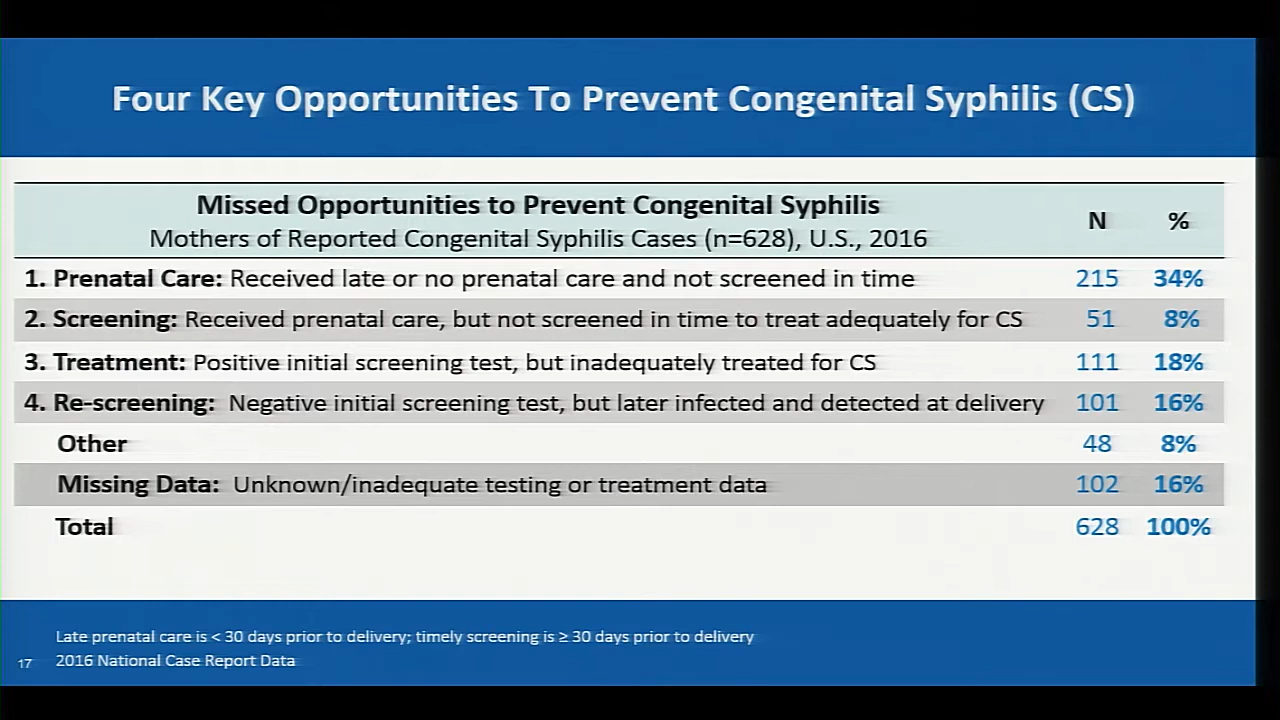 Four Key Opportunities To Prevent Congenital Syphilis (CS)
Missed Opportunities to Prevent Congenital Syphilis
Mothers of Reported Congenital Syphilis Cases (n=628), U.S., 2016
N %
1. Prenatal Care: Received late or no prenatal care and not screened in time 215 34%
2. Screening: Received prenatal care, but not screened in time to treat adequately for CS 51 8%
3. Treatment: Positive initial screening test, but inadequately treated for CS 111 18%
4. Re-screening: Negative initial screening test, but later infected and detected at delivery 101 16%
Other 48 8%
Missing Data: Unknown/inadequate testing or treatment data 102 16%
Total 628 100%
Late prenatal care is < 30 days prior to delivery; timely screening is ≥ 30 days prior to delivery
17 2016 National Case Report Data